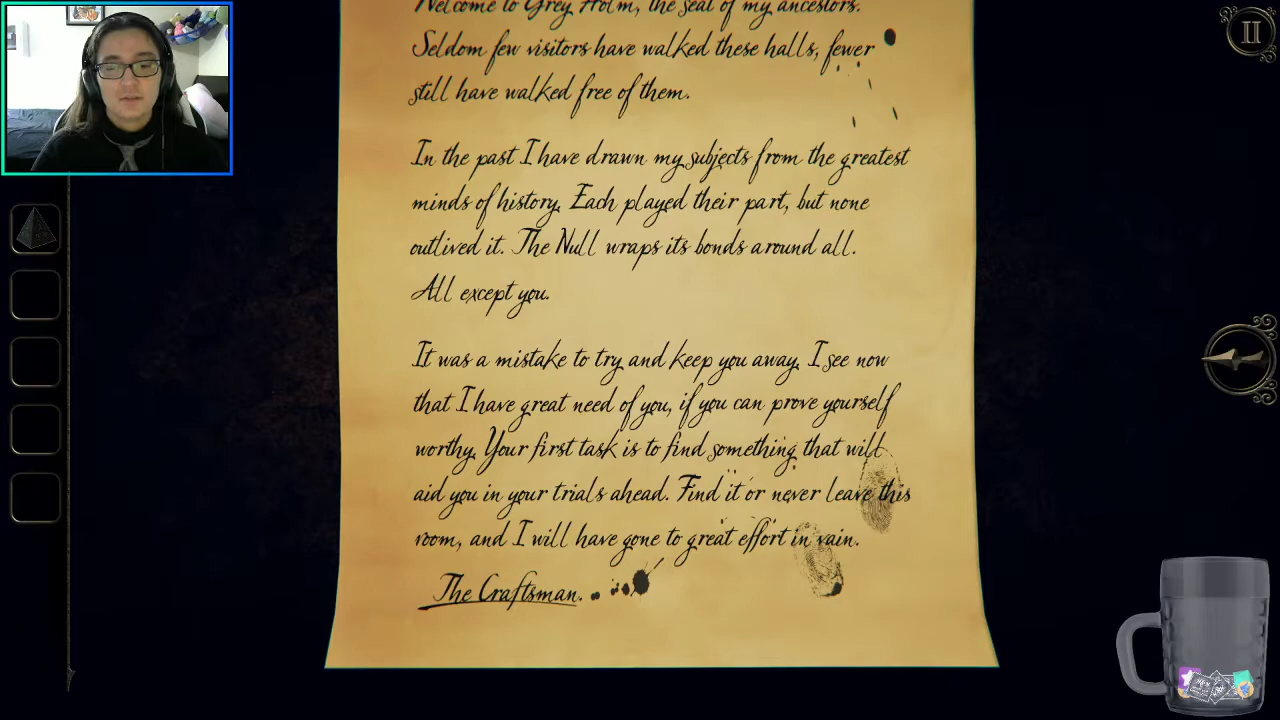 Welcome to Grey Holm, the seat of my ancestors.
Seldom few visitors have walked these halls, fewer
still have walked free of them.
In the past I have drawn my subjects from the greatest
minds of history. Each played their part, but none
outlived it. The Null wraps its bonds around all.
All except you.
It was a mistake to try and keep you away. I see now
that I have great need of you, if you can prove yourself
worthy. Your first task is to find something that will
aid you in your trials ahead. Find it or never leave this
room, and I will have gone to great effort in vain.
The Craftsman.